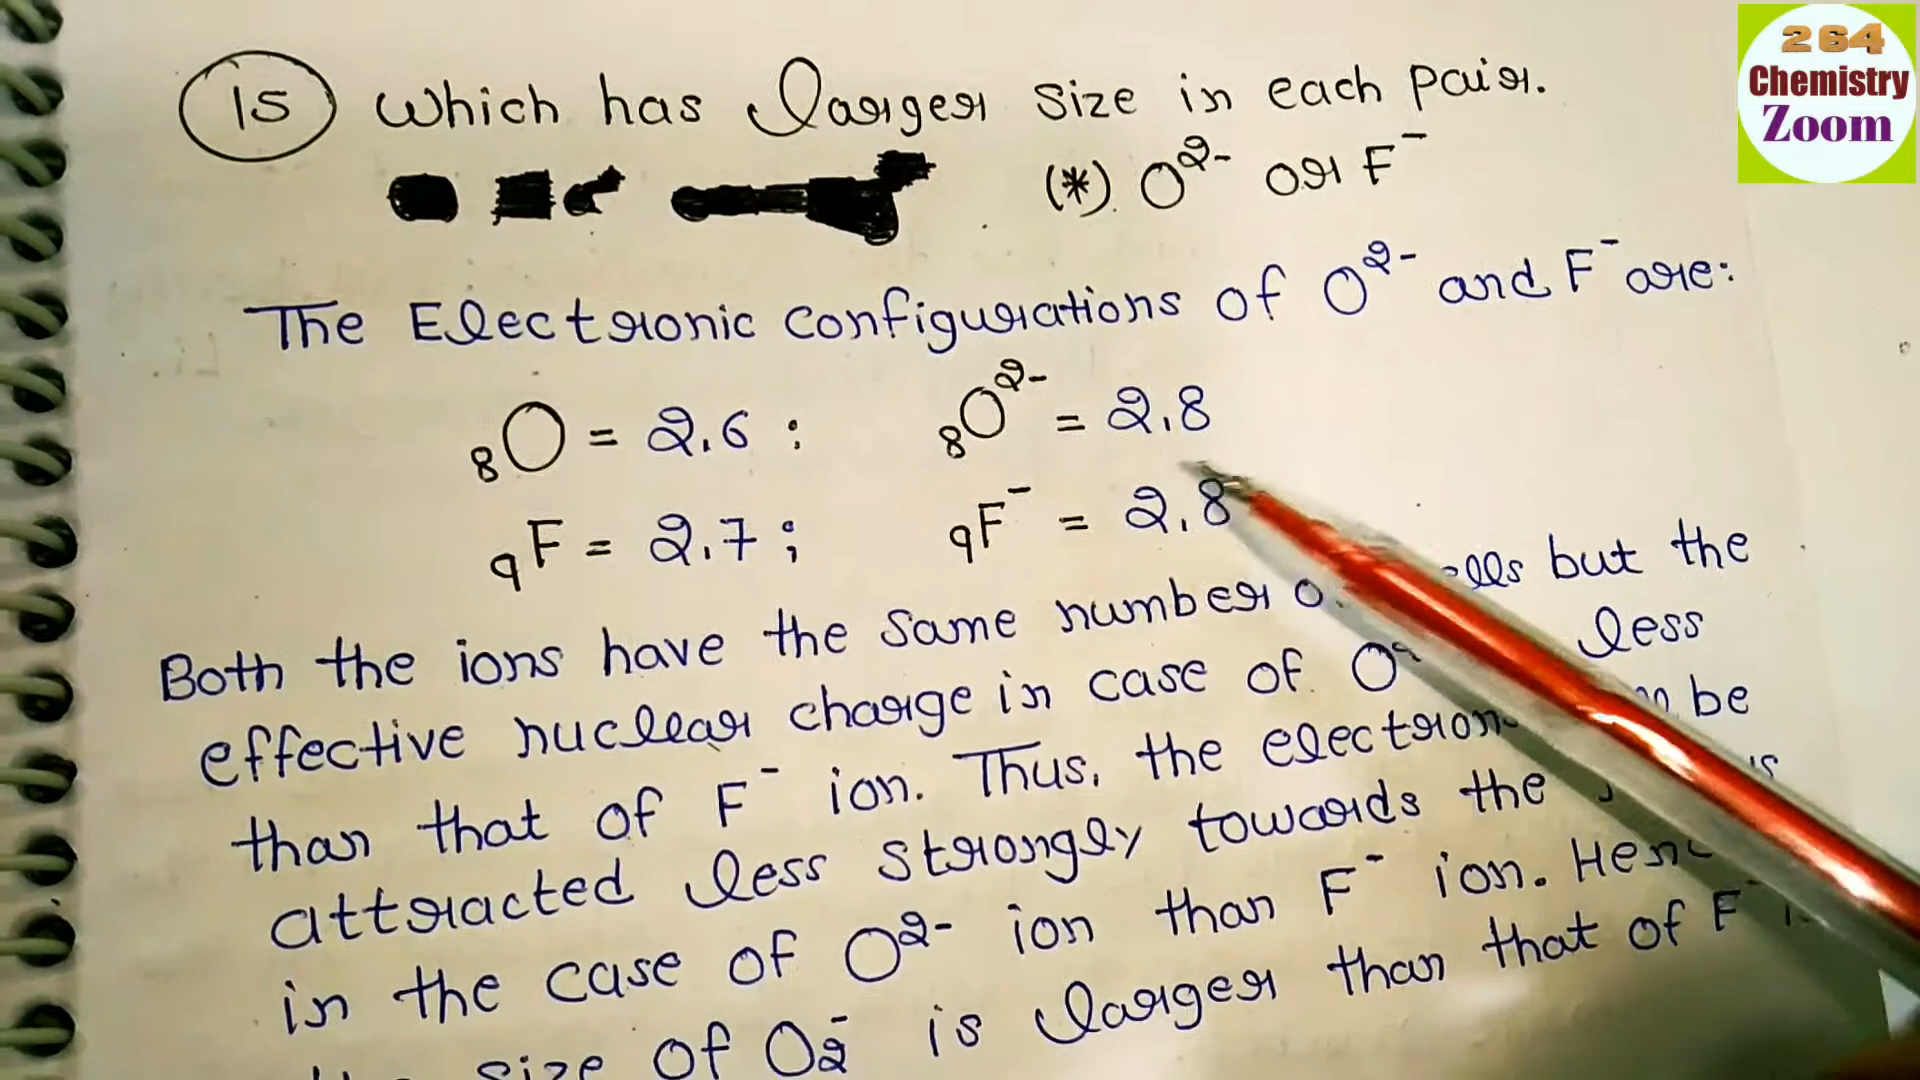 264
Chemistry
Zoom
15 Which has larger size in each pair.
(*) O²⁻ or F⁻
The Electronic configurations of O²⁻ and F⁻ are:
₈O = 2.6 ; ₈O²⁻ = 2.8
₉F = 2.7 ; ₉F⁻ = 2.8
Both the ions have the same number but the
effective nuclear charge in case of less
than that of F⁻ ion. Thus, the be
attracted less strongly towards the
in the case of O²⁻ ion than F⁻ ion.
size of O₂⁻ is larger than that of F⁻